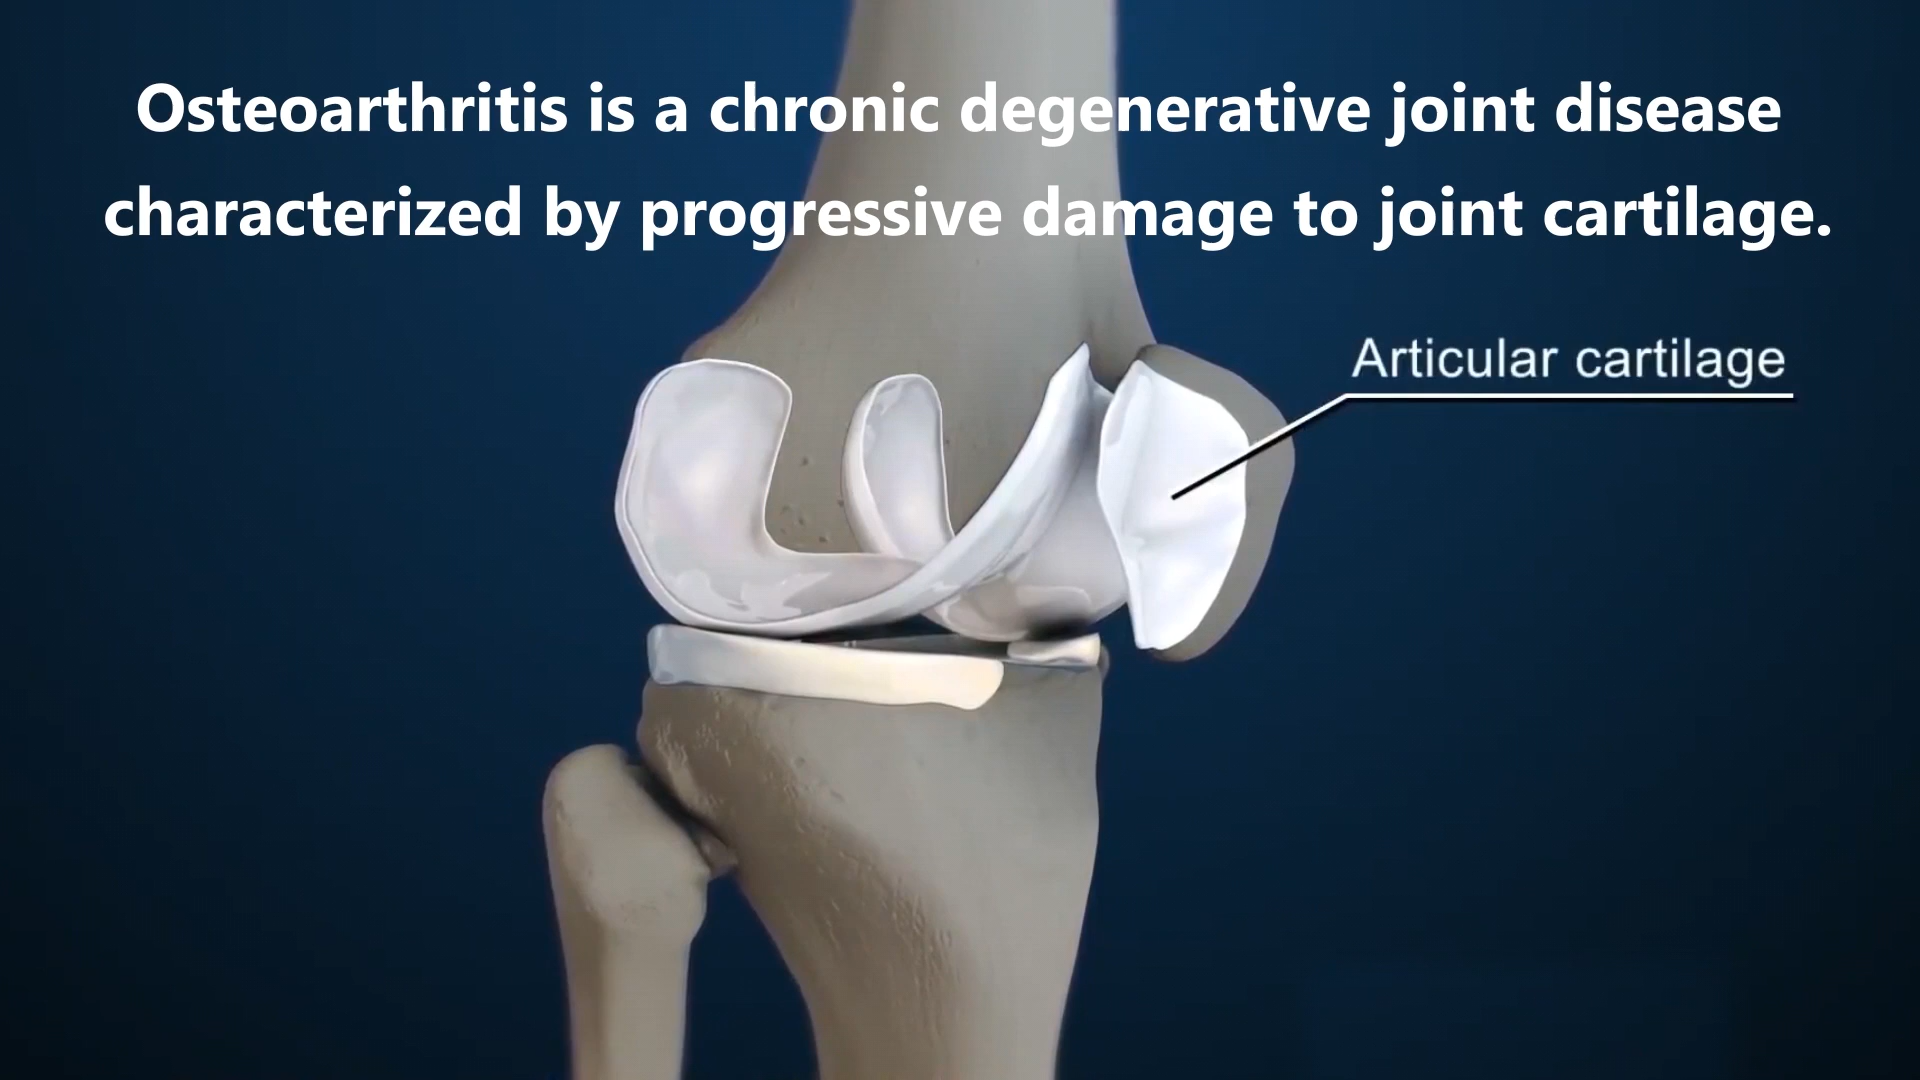 Osteoarthritis is a chronic degenerative joint disease
characterized by progressive damage to joint cartilage.
Articular cartilage